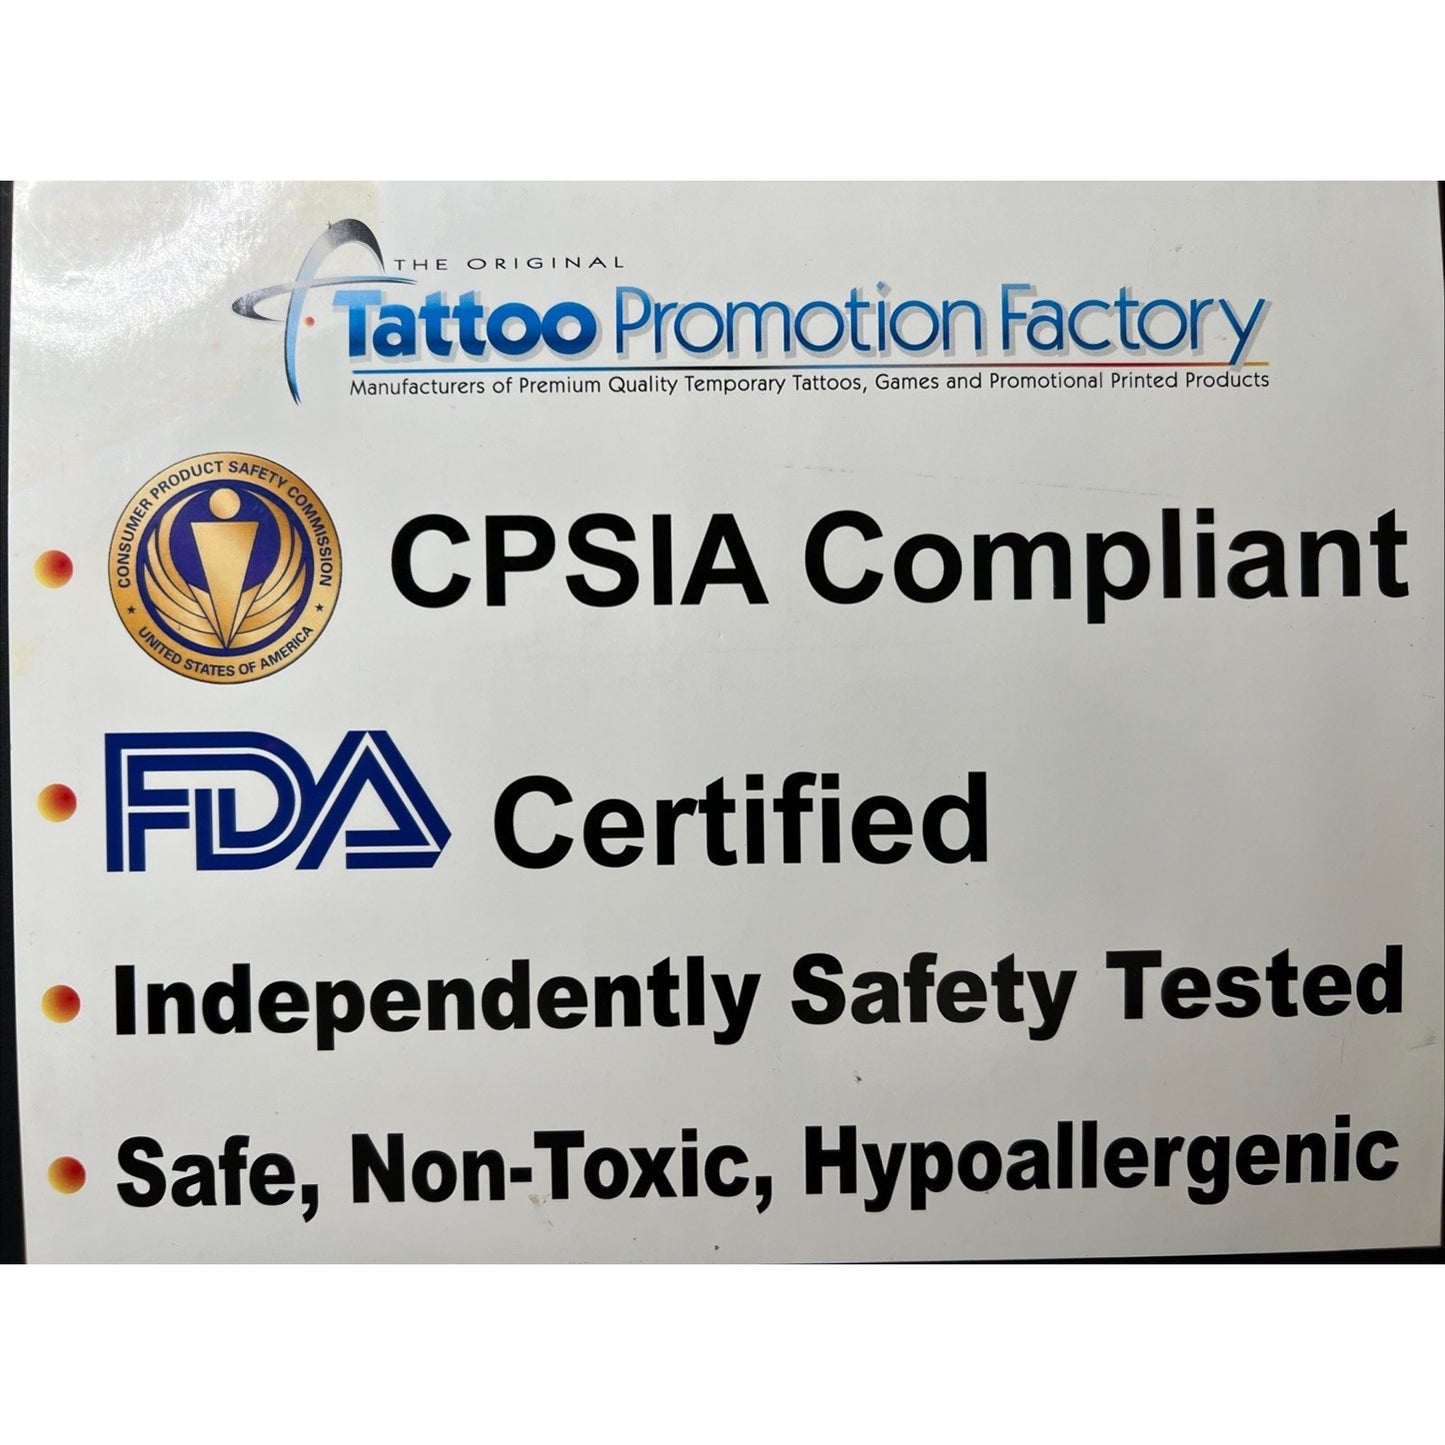 THE ORIGINAL
Tattoo Promotion Factory
Manufacturers of Premium Quality Temporary Tattoos, Games and Promotional Printed Products
CONSUMER PRODUCT SAFETY COMMISSION
★ UNITED STATES OF AMERICA ★
• CPSIA Compliant
• FDA Certified
• Independently Safety Tested
• Safe, Non-Toxic, Hypoallergenic